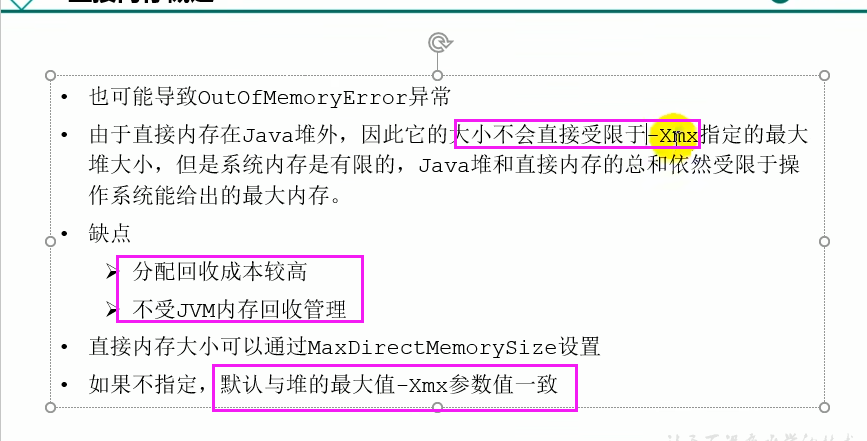 • 也可能导致OutOfMemoryError异常
• 由于直接内存在Java堆外，因此它的大小不会直接受限于-Xmx指定的最大
堆大小，但是系统内存是有限的，Java堆和直接内存的总和依然受限于操
作系统能给出的最大内存。
• 缺点
➢ 分配回收成本较高
➢ 不受JVM内存回收管理
• 直接内存大小可以通过MaxDirectMemorySize设置
• 如果不指定，默认与堆的最大值-Xmx参数值一致